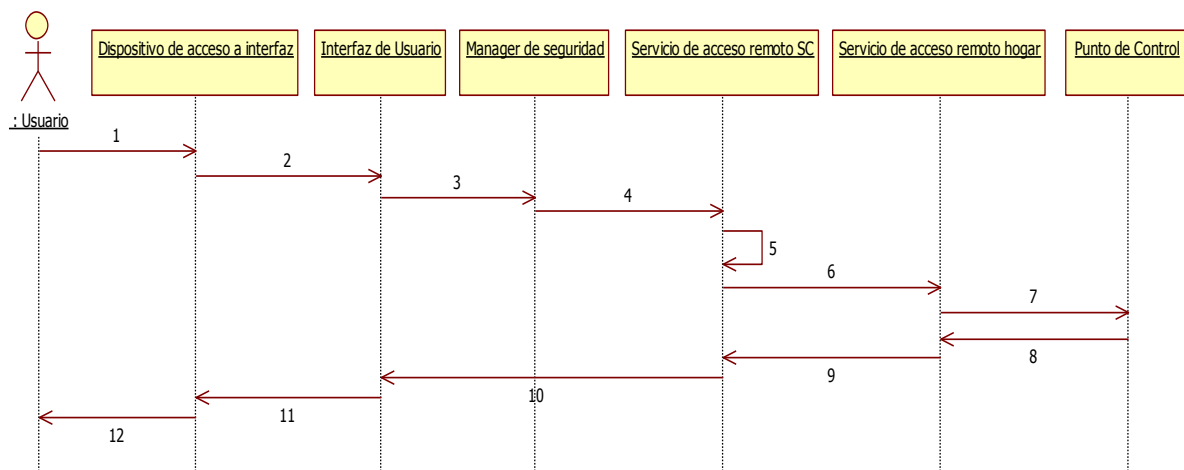 Dispositivo de acceso a interfaz
Interfaz de Usuario
Manager de seguridad
Servicio de acceso remoto SC
Servicio de acceso remoto hogar
Punto de Control
: Usuario
1
2
3
4
5
6
7
8
9
10
11
12